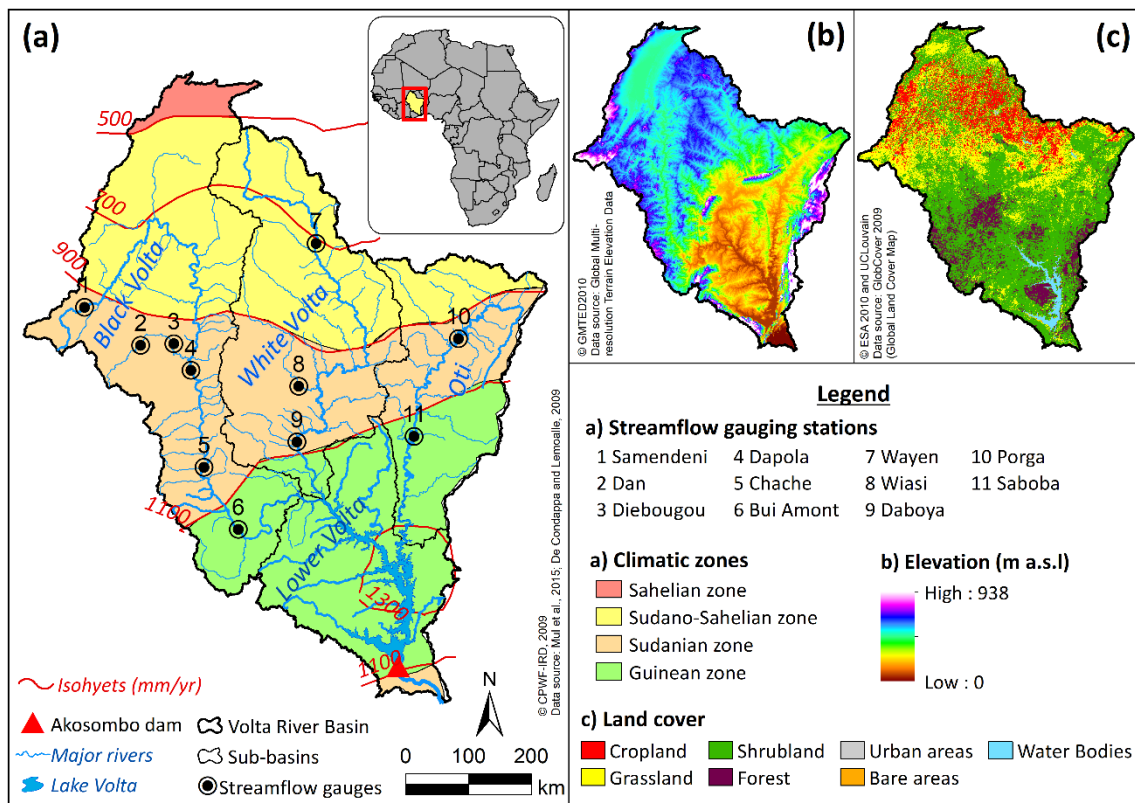 (a)
500
700
900
1100
1300
1100
Black Volta
White Volta
Oti
Lower Volta
1
2
3
4
5
6
7
8
9
10
11
© CPWF-IRD, 2009
Data source: Mul et al., 2015; De Condappa and Lemoalle, 2009
Isohyets (mm/yr)
Akosombo dam
Major rivers
Lake Volta
Volta River Basin
Sub-basins
Streamflow gauges
N
0 100 200
km
(b)
© GMTED2010
Data source: Global Multi-
resolution Terrain Elevation Data
(c)
© ESA 2010 and UCLouvain
Data source: GlobCover 2009
(Global Land Cover Map)
Legend
a) Streamflow gauging stations
1 Samendeni 4 Dapola 7 Wayen 10 Porga
2 Dan 5 Chache 8 Wiasi 11 Saboba
3 Diebougou 6 Bui Amont 9 Daboya
a) Climatic zones
Sahelian zone
Sudano-Sahelian zone
Sudanian zone
Guinean zone
b) Elevation (m a.s.l)
High : 938
Low : 0
c) Land cover
Cropland Shrubland Urban areas Water Bodies
Grassland Forest Bare areas